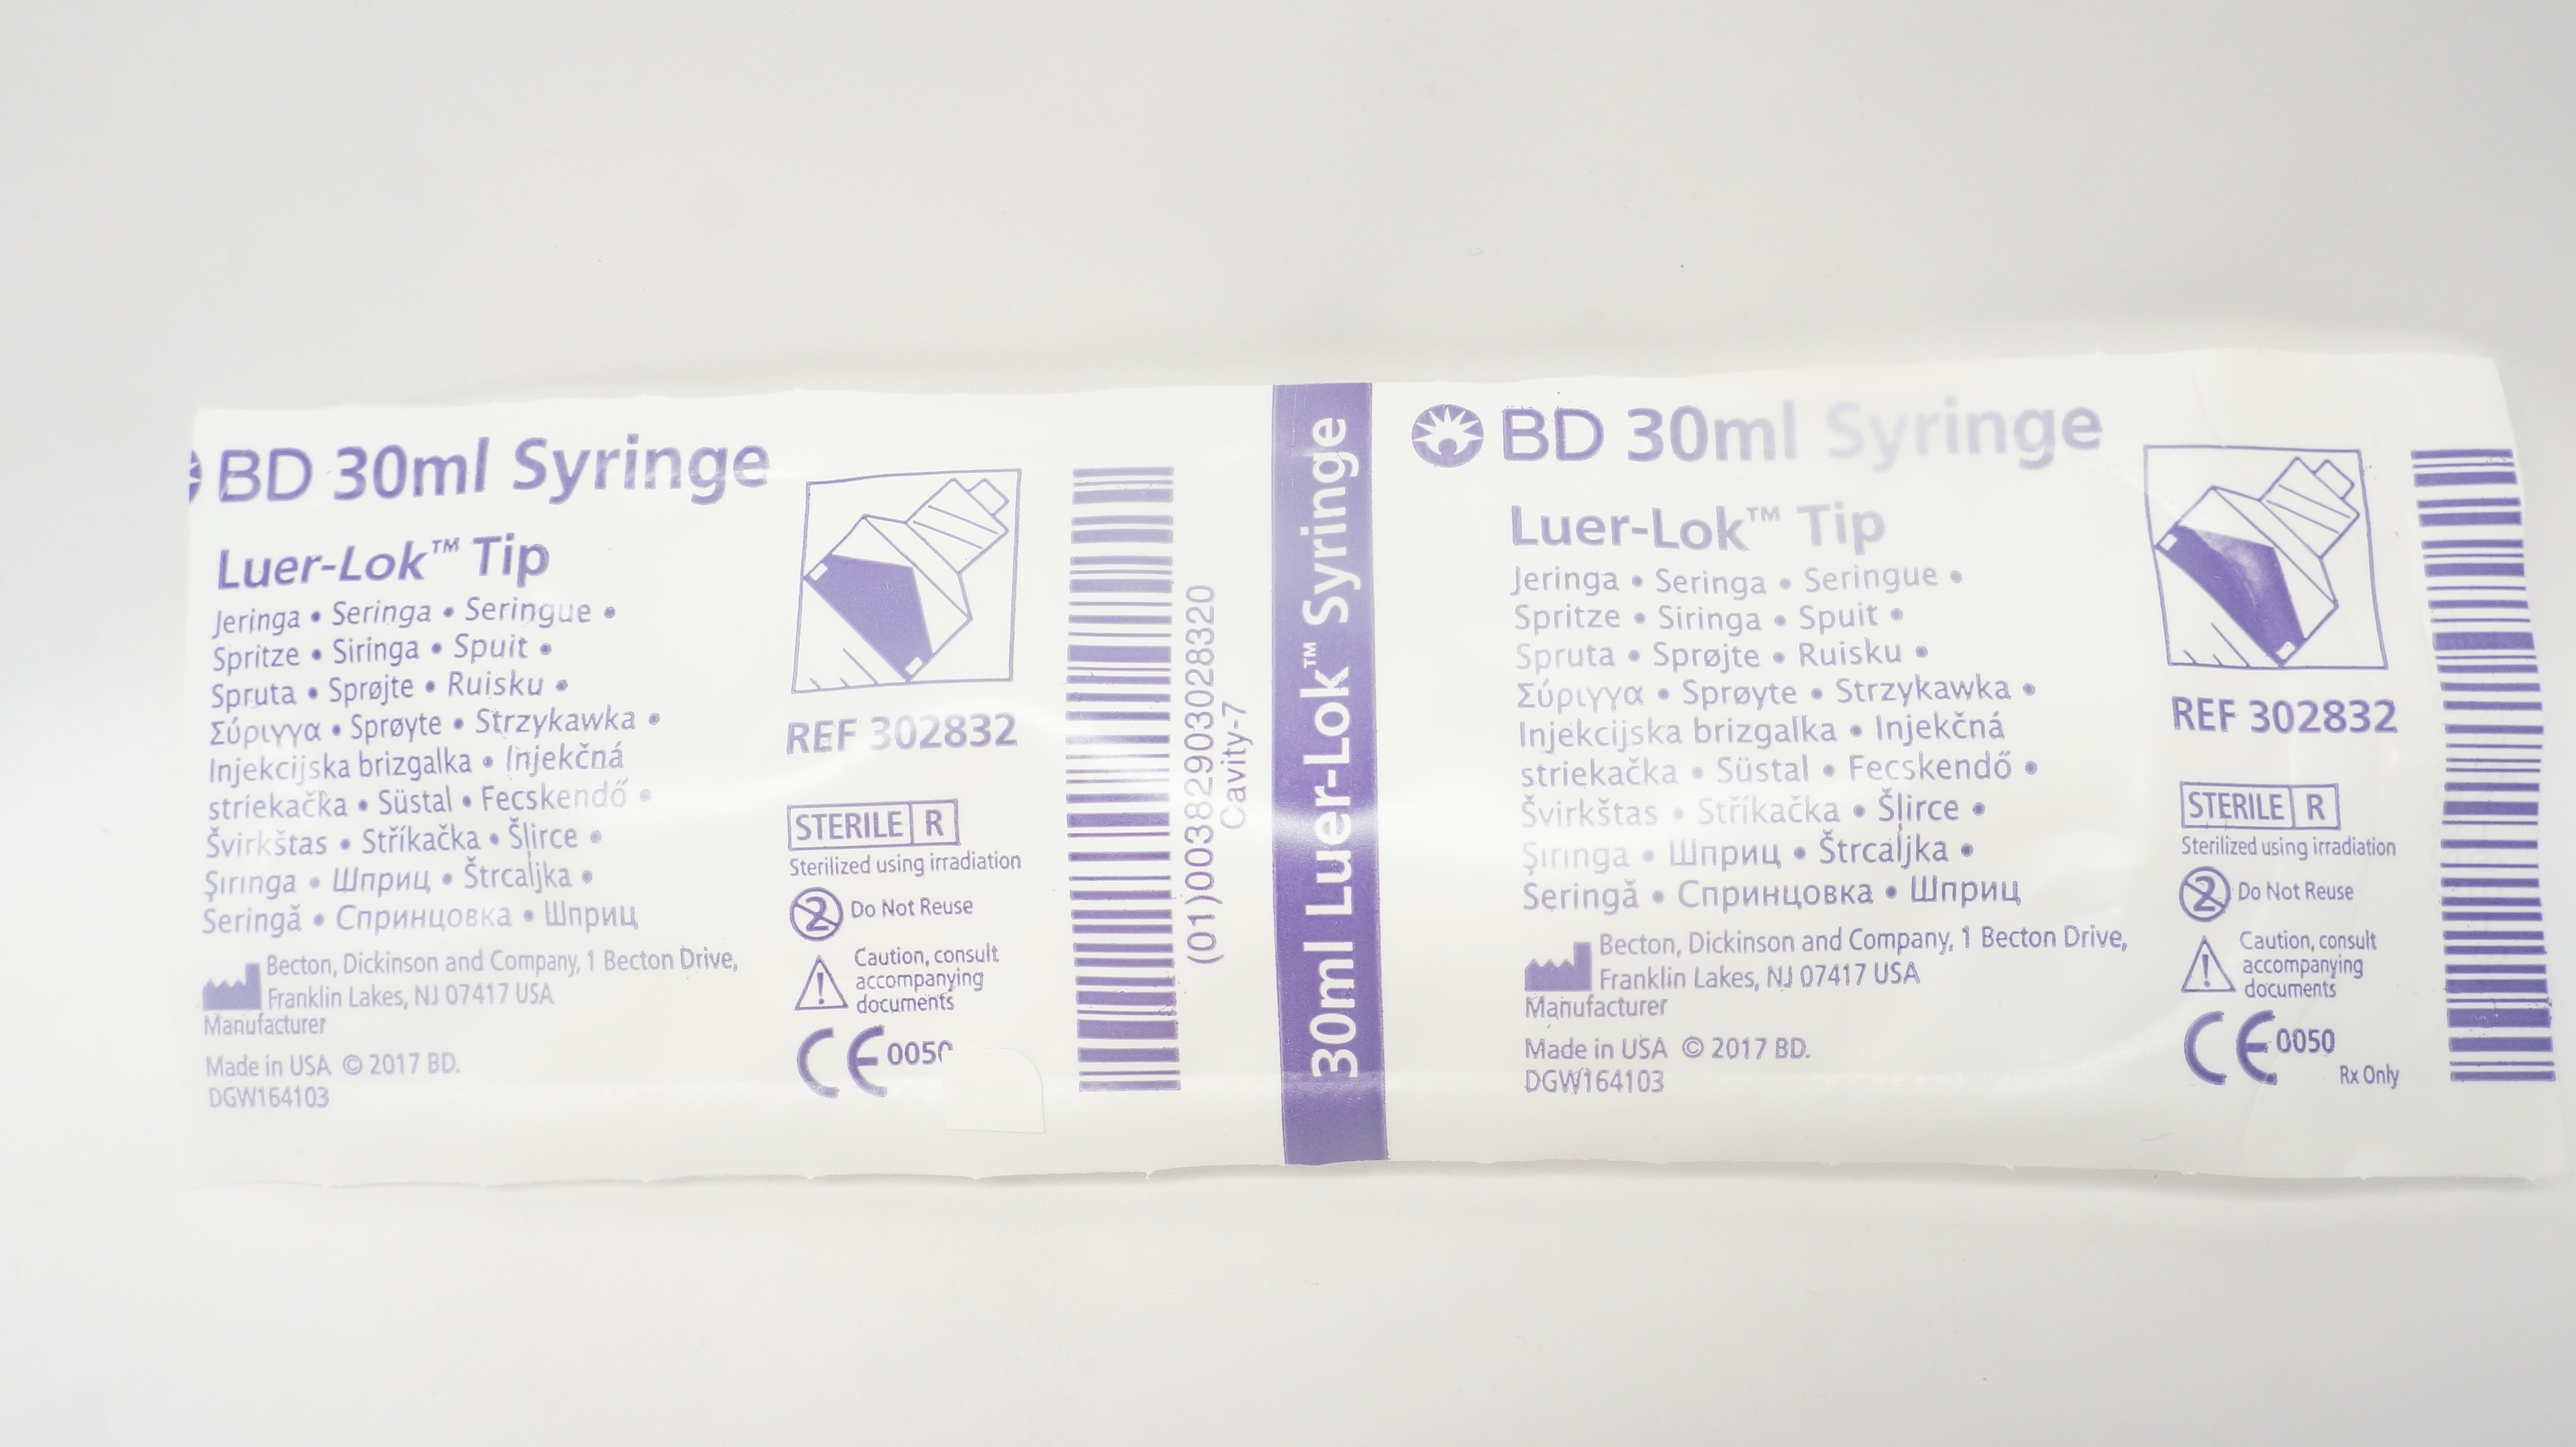 BD 30ml Syringe
Luer-Lok™ Tip
Jeringa • Seringa • Seringue •
Spritze • Siringa • Spuit •
Spruta • Sprøjte • Ruisku •
Σύριγγα • Sprøyte • Strzykawka •
Injekcijska brizgalka • Injekčná
striekačka • Süstal • Fecskendő •
Švirkštas • Stříkačka • Šļirce •
Şırınga • Шприц • Štrcaljka •
Seringă • Спринцовка • Шприц
Becton, Dickinson and Company, 1 Becton Drive,
Franklin Lakes, NJ 07417 USA
Manufacturer
Made in USA © 2017 BD.
DGW164103
REF 302832
STERILE R
Sterilized using irradiation
2 Do Not Reuse
! Caution, consult
accompanying
documents
CE 0050
(01)00382903028320
Cavity-7
30ml Luer-Lok™ Syringe
BD 30ml Syringe
Luer-Lok™ Tip
Jeringa • Seringa • Seringue •
Spritze • Siringa • Spuit •
Spruta • Sprøjte • Ruisku •
Σύριγγα • Sprøyte • Strzykawka •
Injekcijska brizgalka • Injekčná
striekačka • Süstal • Fecskendő •
Švirkštas • Stříkačka • Šļirce •
Şırınga • Шприц • Štrcaljka •
Seringă • Спринцовка • Шприц
Becton, Dickinson and Company, 1 Becton Drive,
Franklin Lakes, NJ 07417 USA
Manufacturer
Made in USA © 2017 BD.
DGW164103
REF 302832
STERILE R
Sterilized using irradiation
2 Do Not Reuse
! Caution, consult
accompanying
documents
CE 0050
Rx Only